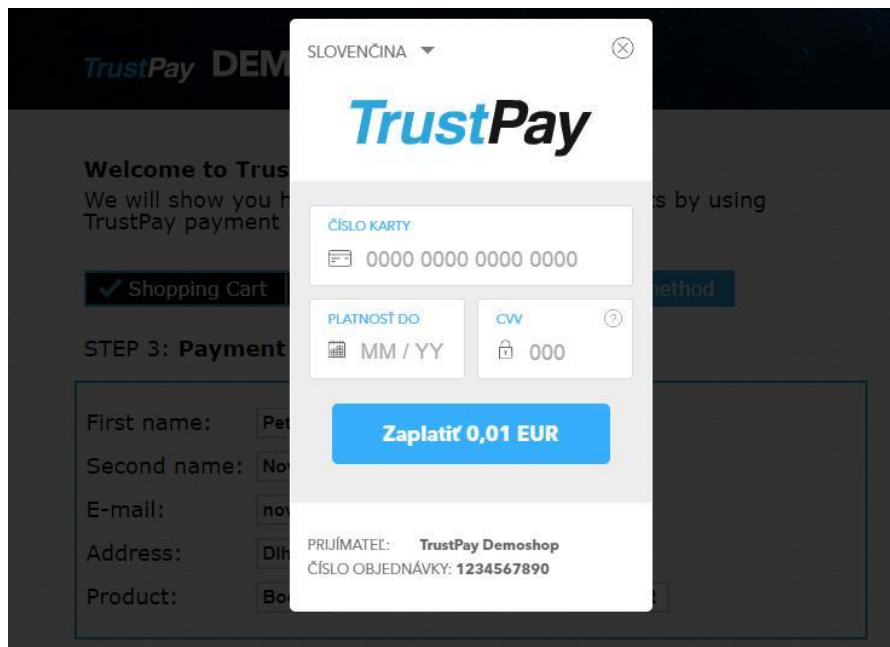 TrustPay DEM
Welcome to Trus
We will show you h s by using
TrustPay payment
Shopping Cart
ethod
STEP 3: Payment
First name: Pet
Second name: Nov
E-mail: nov
Address: Dlh
Product: Bo
SLOVENČINA
TrustPay
ČÍSLO KARTY
0000 0000 0000 0000
PLATNOSŤ DO
MM / YY
CVV
?
000
Zaplatiť 0,01 EUR
PRIJÍMATEĽ: TrustPay Demoshop
ČÍSLO OBJEDNÁVKY: 1234567890